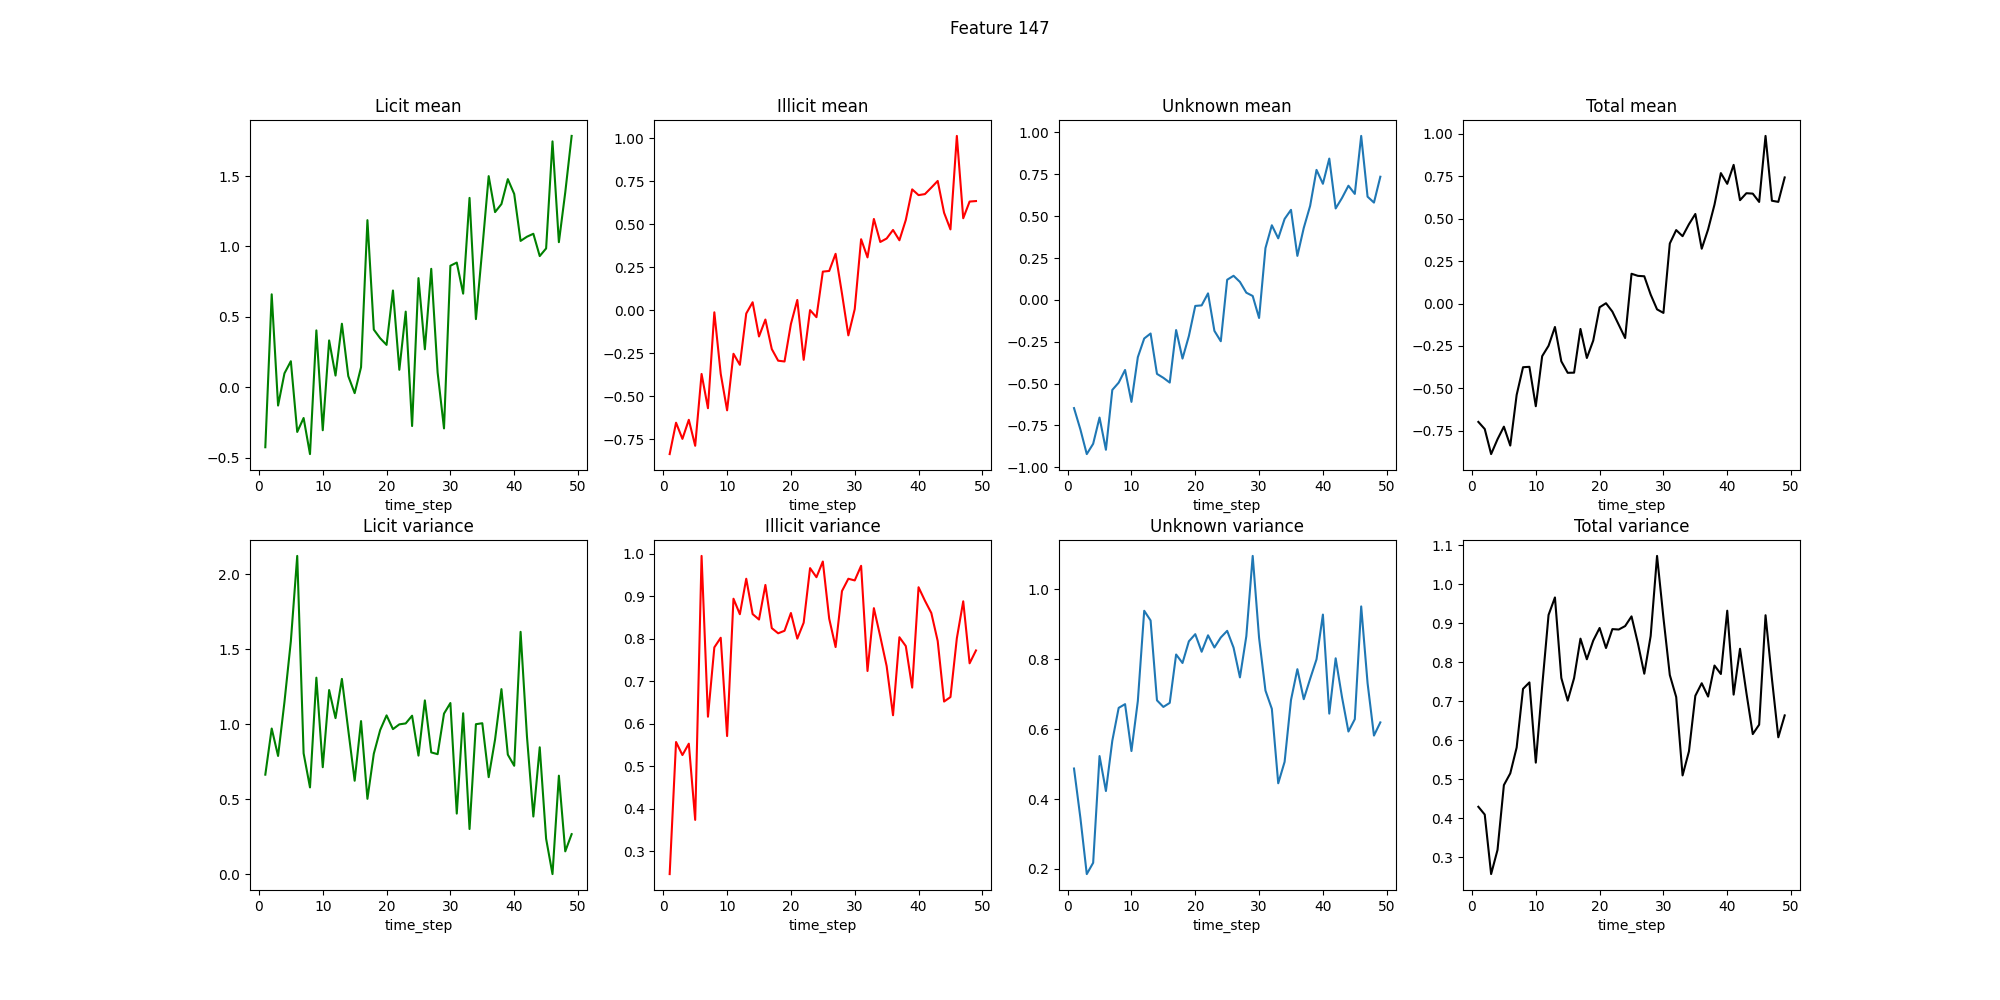 Feature 147
Licit mean
Illicit mean
Unknown mean
Total mean
1.5
1.0
0.5
0.0
−0.5
0 10 20 30 40 50
time_step
1.00
0.75
0.50
0.25
0.00
−0.25
−0.50
−0.75
0 10 20 30 40 50
time_step
1.00
0.75
0.50
0.25
0.00
−0.25
−0.50
−0.75
−1.00
0 10 20 30 40 50
time_step
1.00
0.75
0.50
0.25
0.00
−0.25
−0.50
−0.75
0 10 20 30 40 50
time_step
Licit variance
Illicit variance
Unknown variance
Total variance
2.0
1.5
1.0
0.5
0.0
0 10 20 30 40 50
time_step
1.0
0.9
0.8
0.7
0.6
0.5
0.4
0.3
0 10 20 30 40 50
time_step
1.0
0.8
0.6
0.4
0.2
0 10 20 30 40 50
time_step
1.1
1.0
0.9
0.8
0.7
0.6
0.5
0.4
0.3
0 10 20 30 40 50
time_step